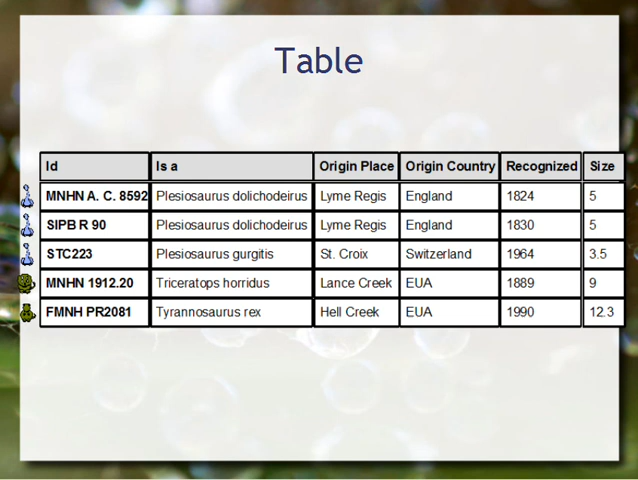 Table
Id Is a Origin Place Origin Country Recognized Size
MNHN A. C. 8592 Plesiosaurus dolichodeirus Lyme Regis England 1824 5
SIPB R 90 Plesiosaurus dolichodeirus Lyme Regis England 1830 5
STC223 Plesiosaurus gurgitis St. Croix Switzerland 1964 3.5
MNHN 1912.20 Triceratops horridus Lance Creek EUA 1889 9
FMNH PR2081 Tyrannosaurus rex Hell Creek EUA 1990 12.3